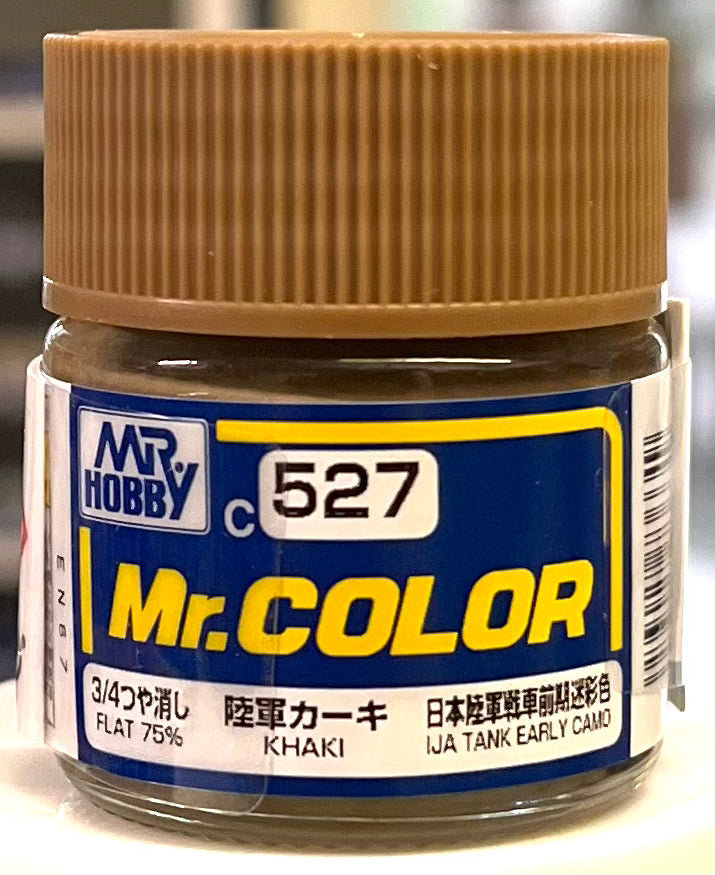 MR. HOBBY
C 527
Mr.COLOR
3/4つや消し
FLAT 75%
陸軍カーキ
KHAKI
日本陸軍戦車前期迷彩色
IJA TANK EARLY CAMO
EN67